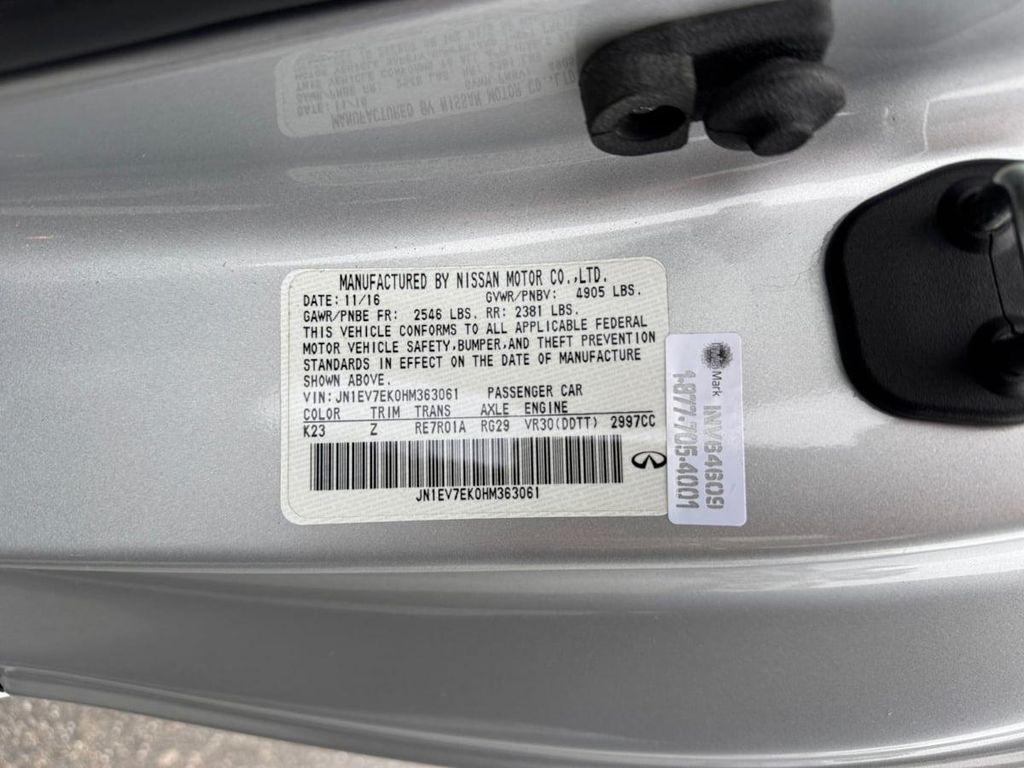 MANUFACTURED BY NISSAN MOTOR CO.,LTD.
DATE: 11/16 GVWR/PNBV: 4905 LBS.
GAWR/PNBE FR: 2546 LBS. RR: 2381 LBS.
THIS VEHICLE CONFORMS TO ALL APPLICABLE FEDERAL
MOTOR VEHICLE SAFETY,BUMPER,AND THEFT PREVENTION
STANDARDS IN EFFECT ON THE DATE OF MANUFACTURE
SHOWN ABOVE.
VIN: JN1EV7EK0HM363061 PASSENGER CAR
COLOR TRIM TRANS AXLE ENGINE
K23 Z RE7R01A RG29 VR30(DDTT) 2997CC
JN1EV7EK0HM363061
Mark INV64609
1-877-705-4001